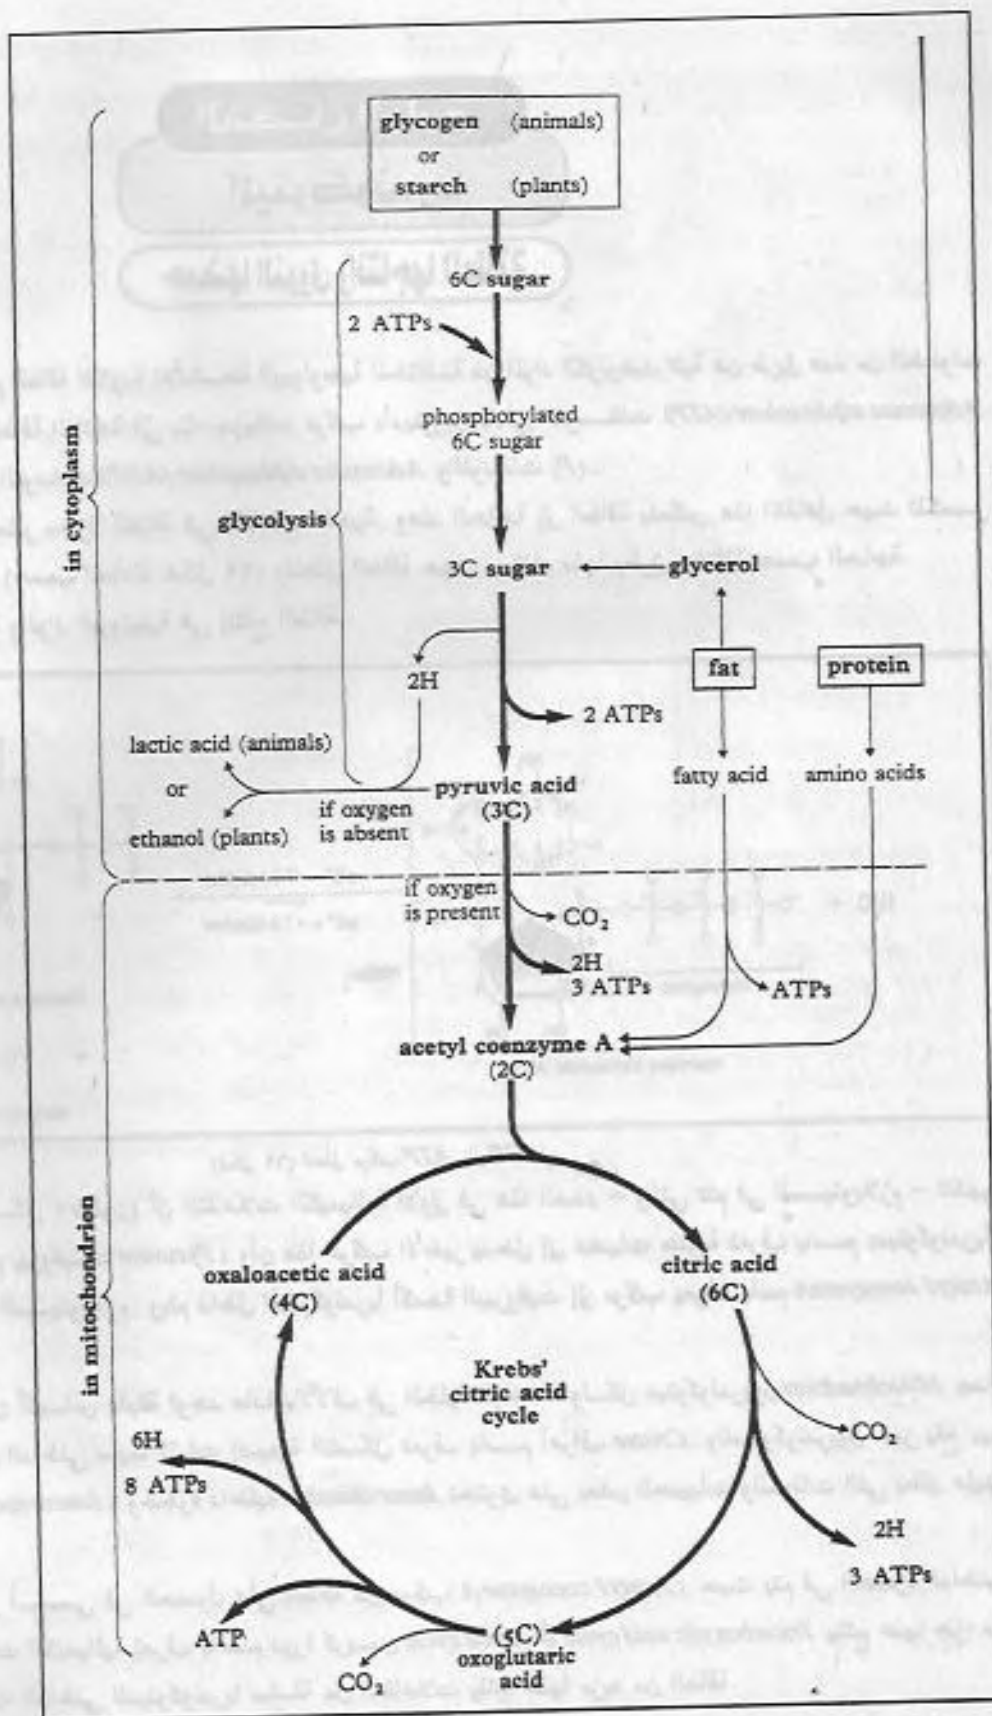 glycogen (animals)
or
starch (plants)
6C sugar
2 ATPs
phosphorylated
6C sugar
in cytoplasm
glycolysis
3C sugar
glycerol
2H
fat
protein
2 ATPs
lactic acid (animals)
or
ethanol (plants)
if oxygen
is absent
pyruvic acid
(3C)
fatty acid
amino acids
if oxygen
is present
CO₂
2H
3 ATPs
ATPs
acetyl coenzyme A
(2C)
in mitochondrion
oxaloacetic acid
(4C)
citric acid
(6C)
Krebs'
citric acid
cycle
6H
8 ATPs
CO₂
2H
3 ATPs
ATP
CO₂
(5C)
oxoglutaric
acid